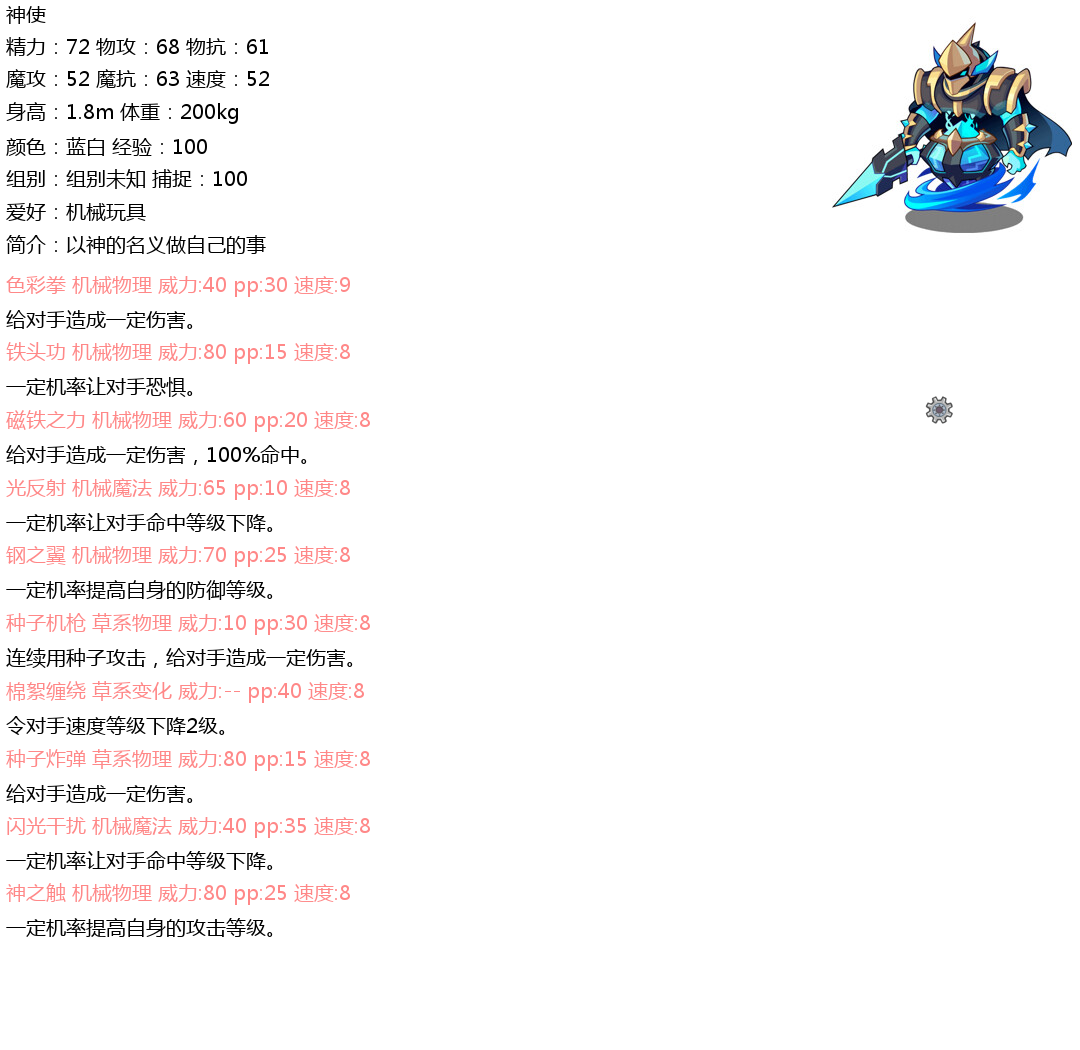 神使
精力：72 物攻：68 物抗：61
魔攻：52 魔抗：63 速度：52
身高：1.8m 体重：200kg
颜色：蓝白 经验：100
组别：组别未知 捕捉：100
爱好：机械玩具
简介：以神的名义做自己的事
色彩拳 机械物理 威力:40 pp:30 速度:9
给对手造成一定伤害。
铁头功 机械物理 威力:80 pp:15 速度:8
一定机率让对手恐惧。
磁铁之力 机械物理 威力:60 pp:20 速度:8
给对手造成一定伤害，100%命中。
光反射 机械魔法 威力:65 pp:10 速度:8
一定机率让对手命中等级下降。
钢之翼 机械物理 威力:70 pp:25 速度:8
一定机率提高自身的防御等级。
种子机枪 草系物理 威力:10 pp:30 速度:8
连续用种子攻击，给对手造成一定伤害。
棉絮缠绕 草系变化 威力:-- pp:40 速度:8
令对手速度等级下降2级。
种子炸弹 草系物理 威力:80 pp:15 速度:8
给对手造成一定伤害。
闪光干扰 机械魔法 威力:40 pp:35 速度:8
一定机率让对手命中等级下降。
神之触 机械物理 威力:80 pp:25 速度:8
一定机率提高自身的攻击等级。